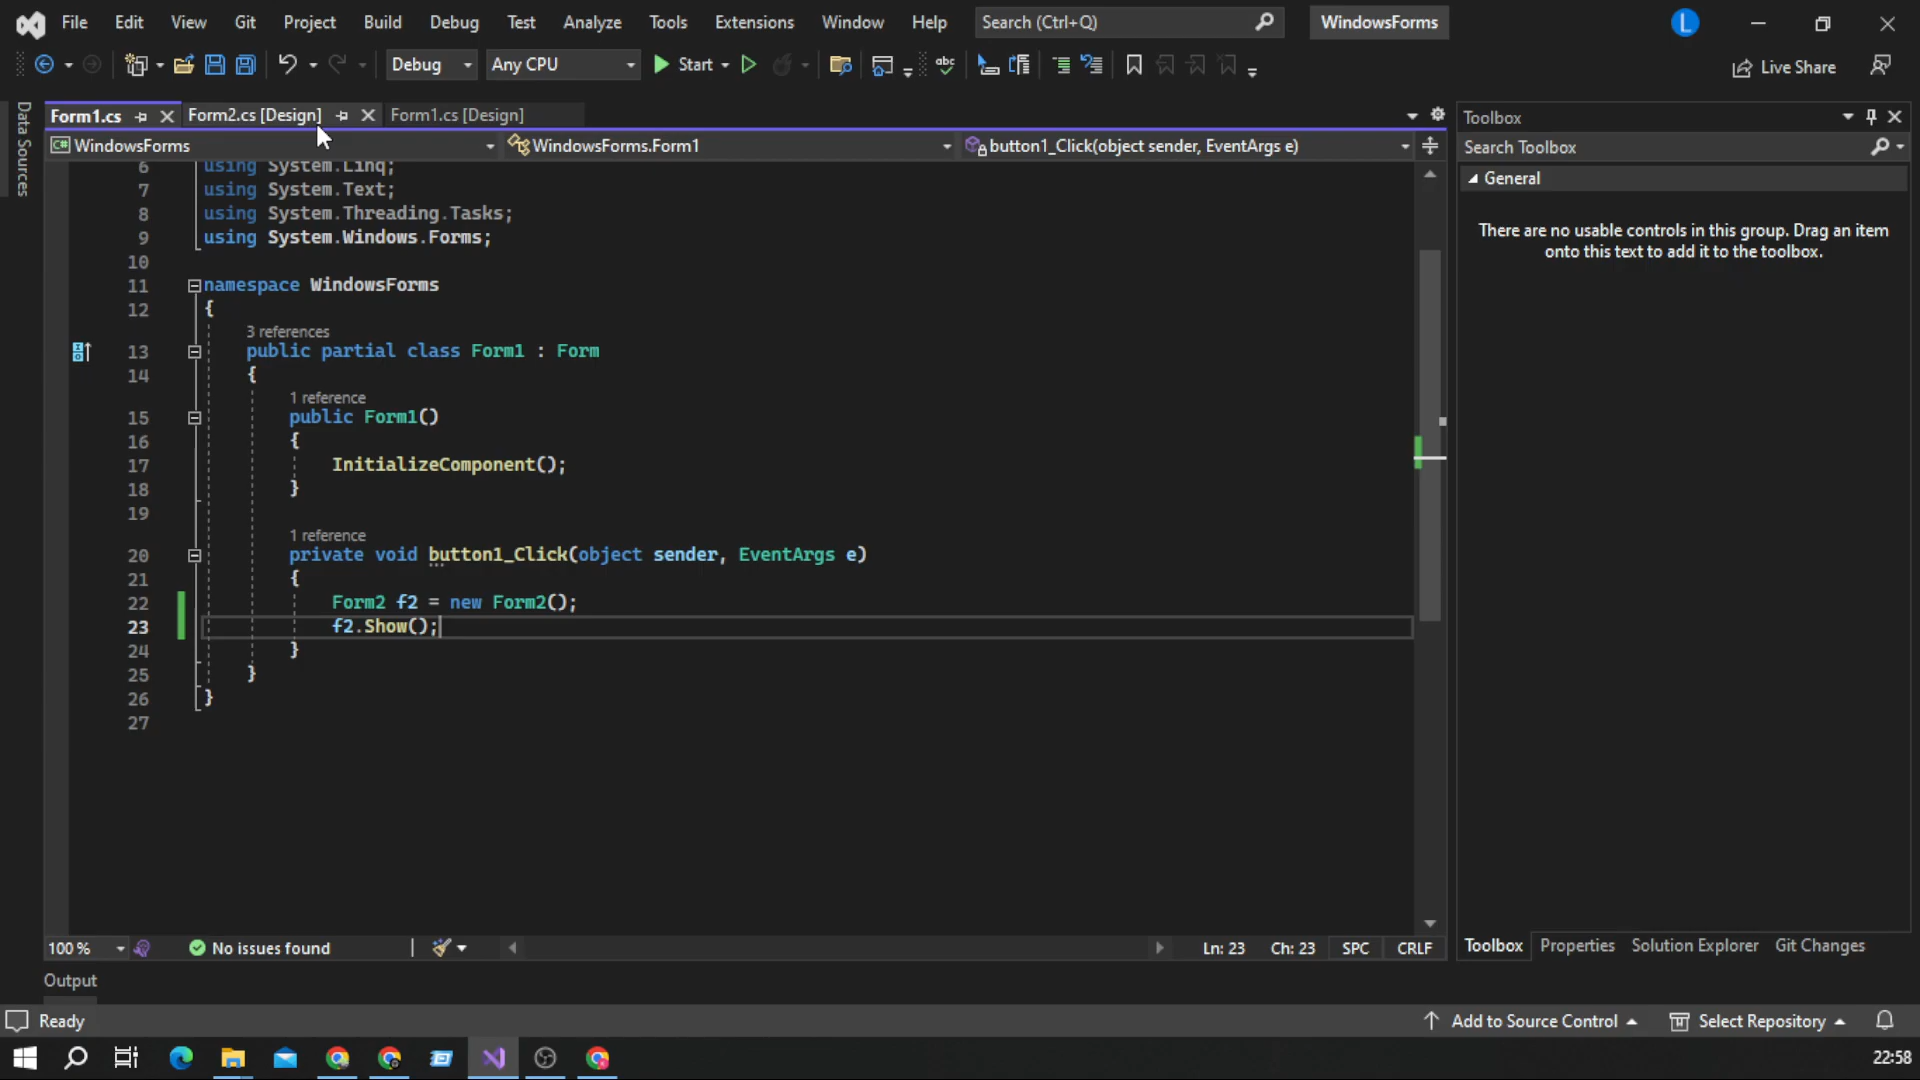 File Edit View Git Project Build Debug Test Analyze Tools Extensions Window Help Search (Ctrl+Q) WindowsForms L
Debug Any CPU Start Live Share
Data Sources
Form1.cs Form2.cs [Design] Form1.cs [Design]
WindowsForms WindowsForms.Form1 button1_Click(object sender, EventArgs e)
6 using System.Linq;
7 using System.Text;
8 using System.Threading.Tasks;
9 using System.Windows.Forms;
10
11 namespace WindowsForms
12 {
3 references
13 public partial class Form1 : Form
14 {
1 reference
15 public Form1()
16 {
17 InitializeComponent();
18 }
19
1 reference
20 private void button1_Click(object sender, EventArgs e)
21 {
22 Form2 f2 = new Form2();
23 f2.Show();
24 }
25 }
26 }
27
100 % No issues found Ln: 23 Ch: 23 SPC CRLF
Toolbox
Search Toolbox
General
There are no usable controls in this group. Drag an item
onto this text to add it to the toolbox.
Toolbox Properties Solution Explorer Git Changes
Output
Ready Add to Source Control Select Repository
22:58